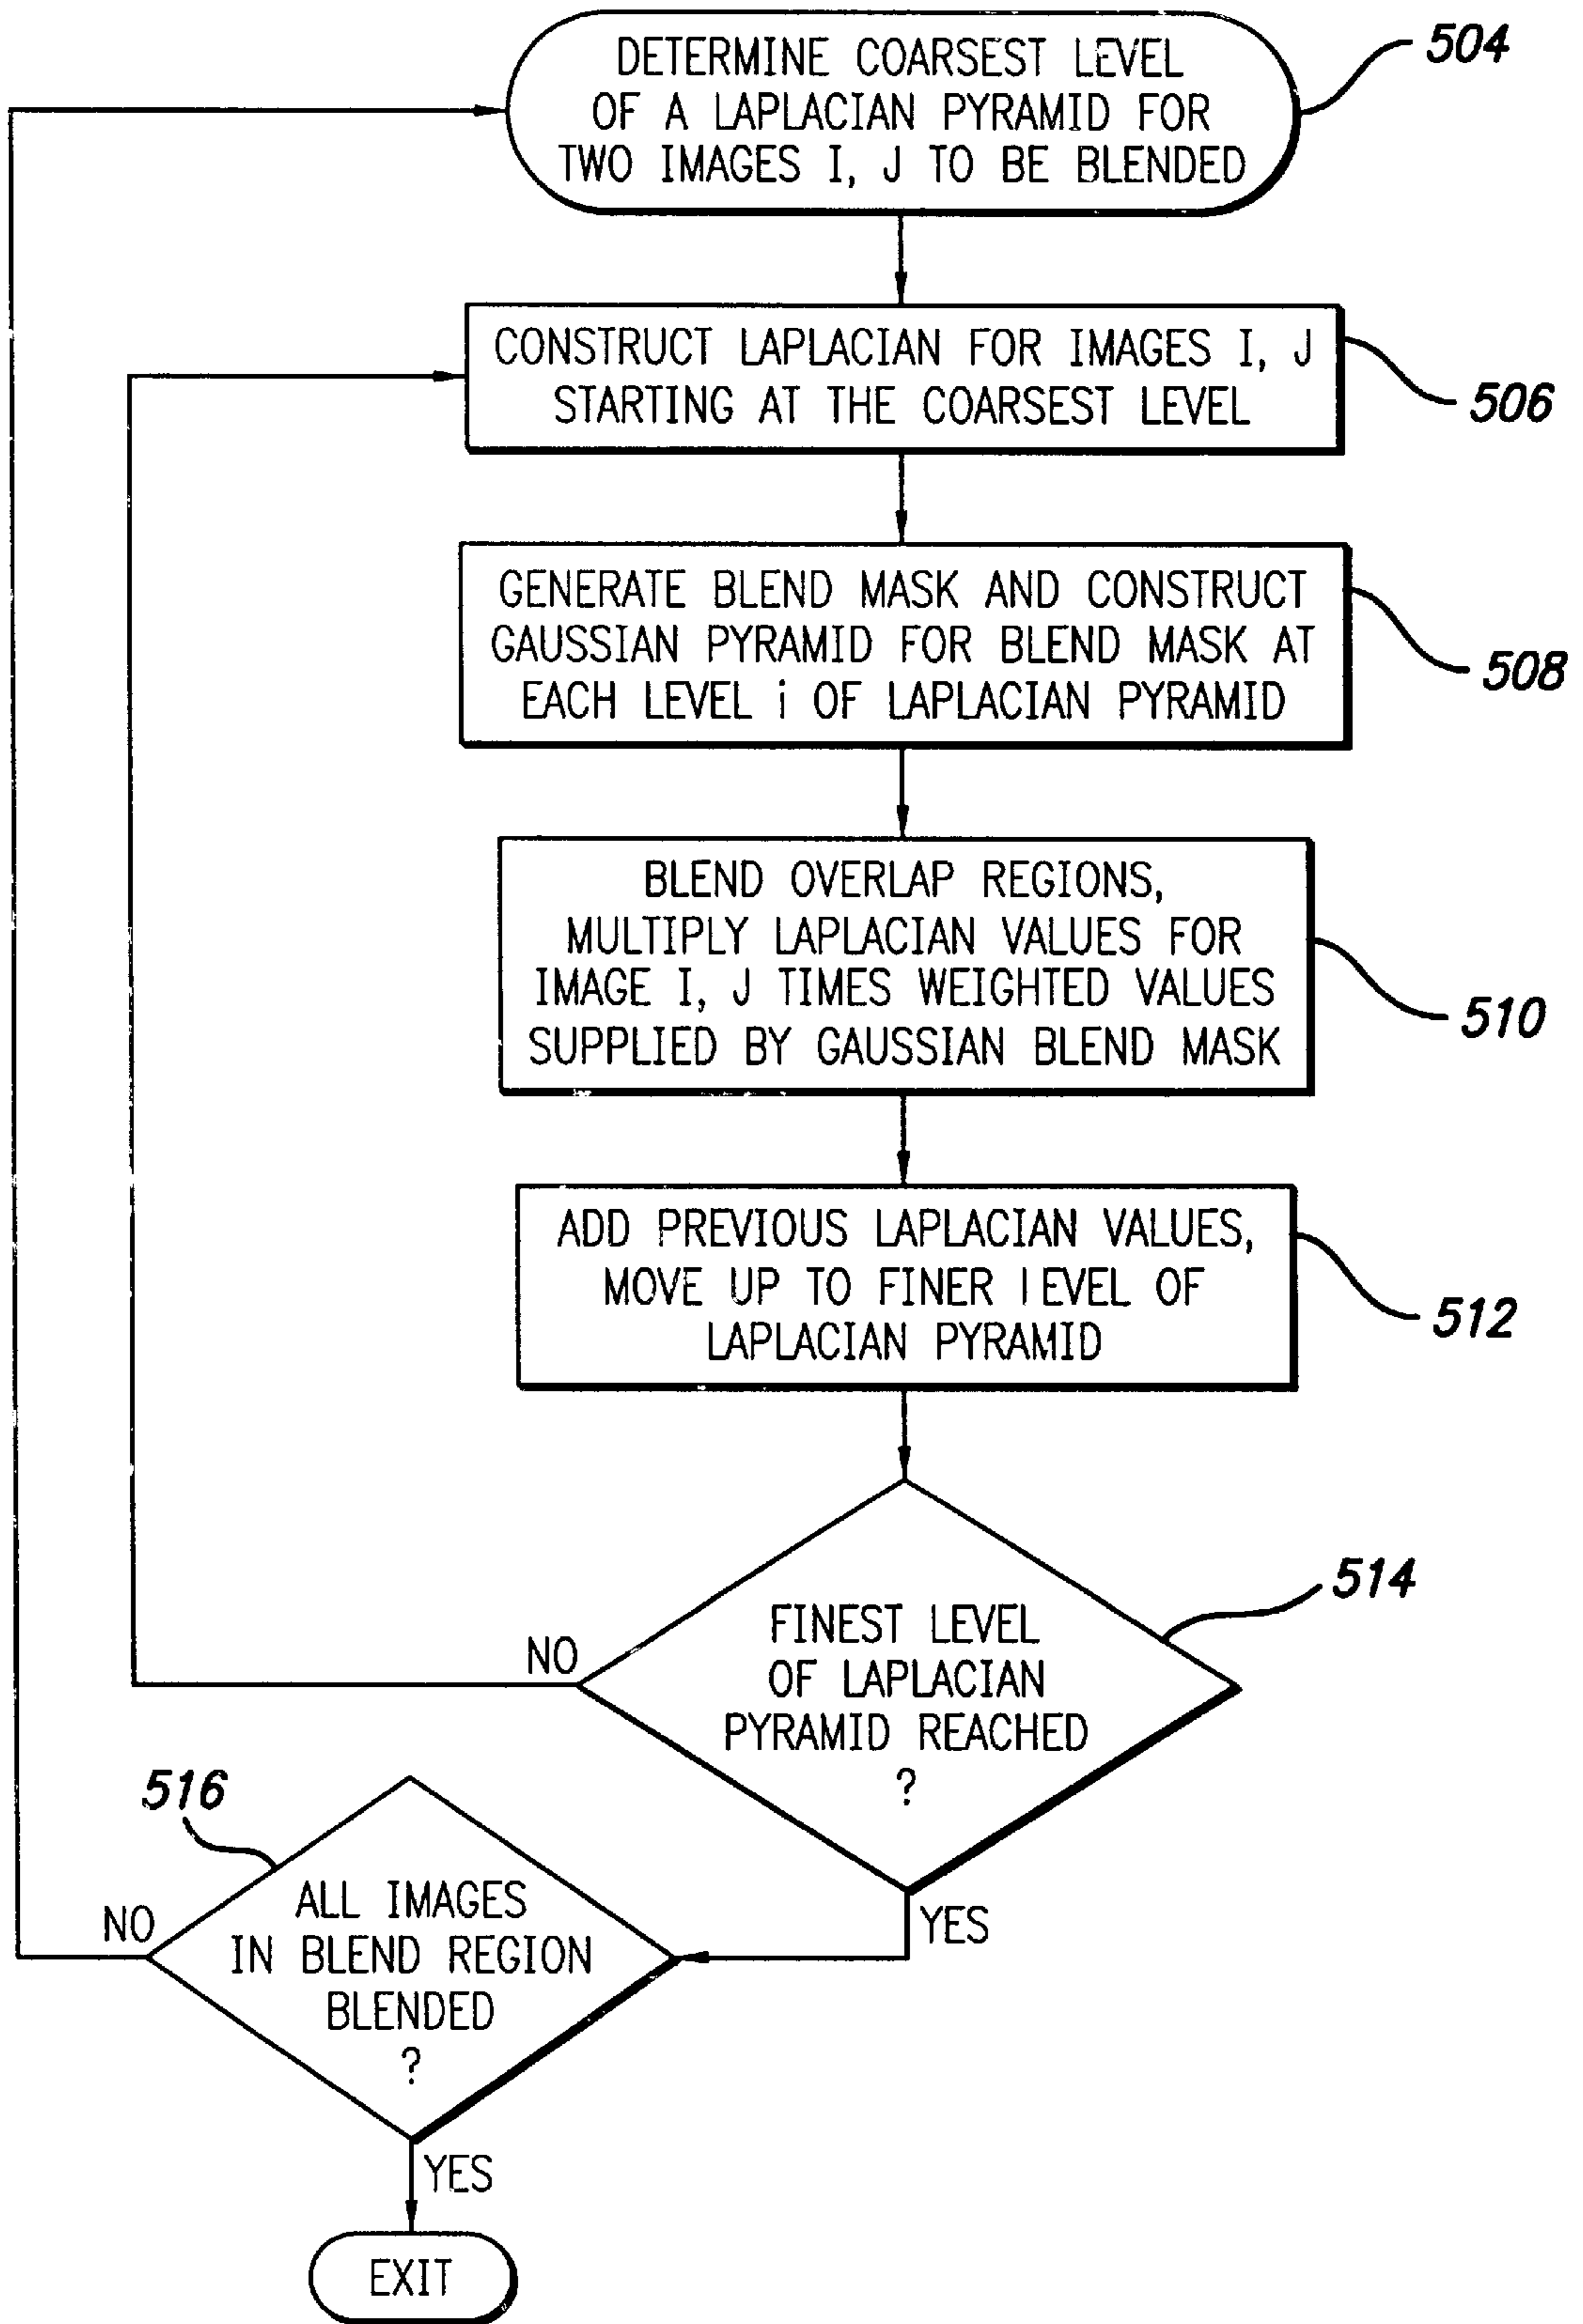 DETERMINE COARSEST LEVEL
OF A LAPLACIAN PYRAMID FOR
TWO IMAGES I, J TO BE BLENDED
504
CONSTRUCT LAPLACIAN FOR IMAGES I, J
STARTING AT THE COARSEST LEVEL
506
GENERATE BLEND MASK AND CONSTRUCT
GAUSSIAN PYRAMID FOR BLEND MASK AT
EACH LEVEL i OF LAPLACIAN PYRAMID
508
BLEND OVERLAP REGIONS,
MULTIPLY LAPLACIAN VALUES FOR
IMAGE I, J TIMES WEIGHTED VALUES
SUPPLIED BY GAUSSIAN BLEND MASK
510
ADD PREVIOUS LAPLACIAN VALUES,
MOVE UP TO FINER LEVEL OF
LAPLACIAN PYRAMID
512
FINEST LEVEL
OF LAPLACIAN
PYRAMID REACHED
?
514
NO
YES
516
ALL IMAGES
IN BLEND REGION
BLENDED
?
NO
YES
EXIT